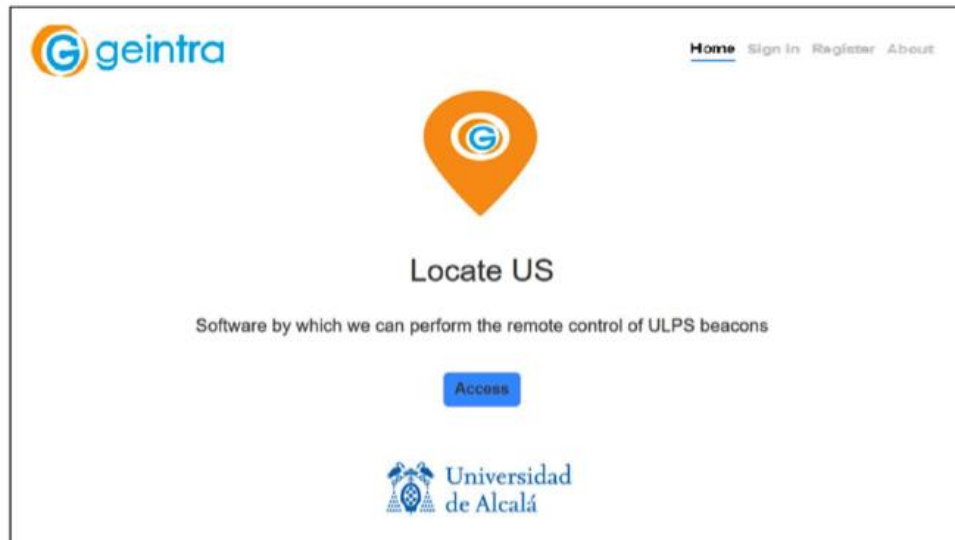 geintra
Home Sign In Register About
G
Locate US
Software by which we can perform the remote control of ULPS beacons
Access
Universidad
de Alcalá